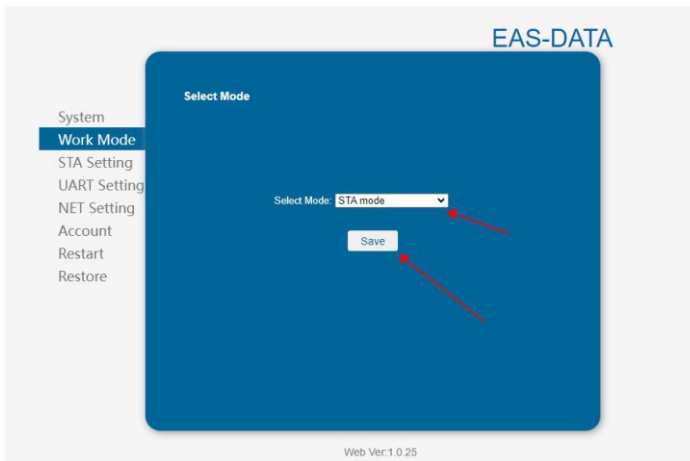 EAS-DATA
Select Mode
System
Work Mode
STA Setting
UART Setting
NET Setting
Account
Restart
Restore
Select Mode: STA mode
Save
Web Ver:1.0.25